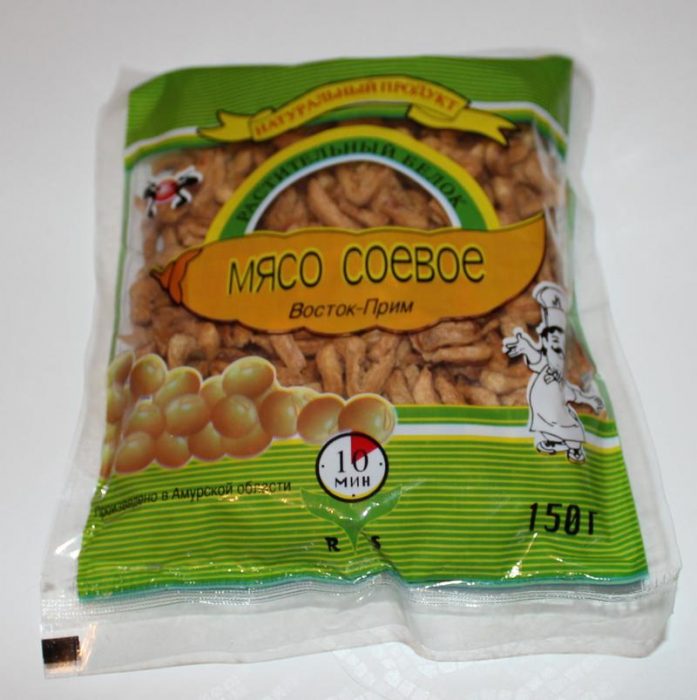 НАТУРАЛЬНЫЙ ПРОДУКТ
РАСТИТЕЛЬНЫЙ БЕЛОК
МЯСО СОЕВОЕ
Восток-Прим
10
МИН
Произведено в Амурской области
150 г